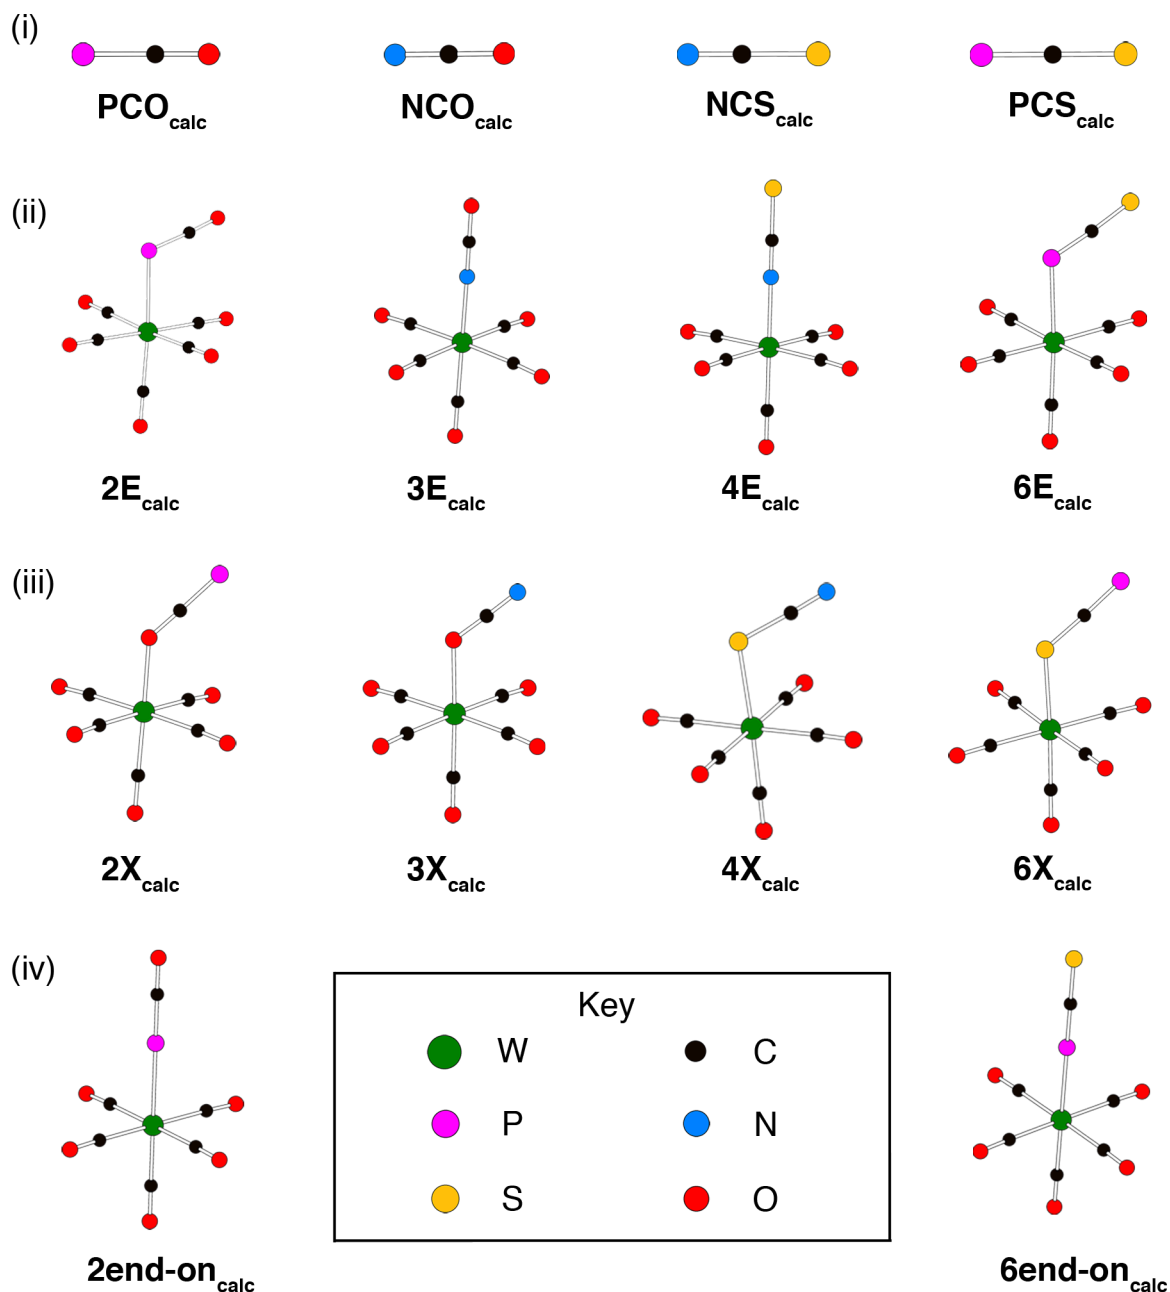 (i)
PCOcalc NCOcalc NCScalc PCScalc
(ii)
2Ecalc 3Ecalc 4Ecalc 6Ecalc
(iii)
2Xcalc 3Xcalc 4Xcalc 6Xcalc
(iv)
Key
W C
P N
S O
2end-oncalc 6end-oncalc